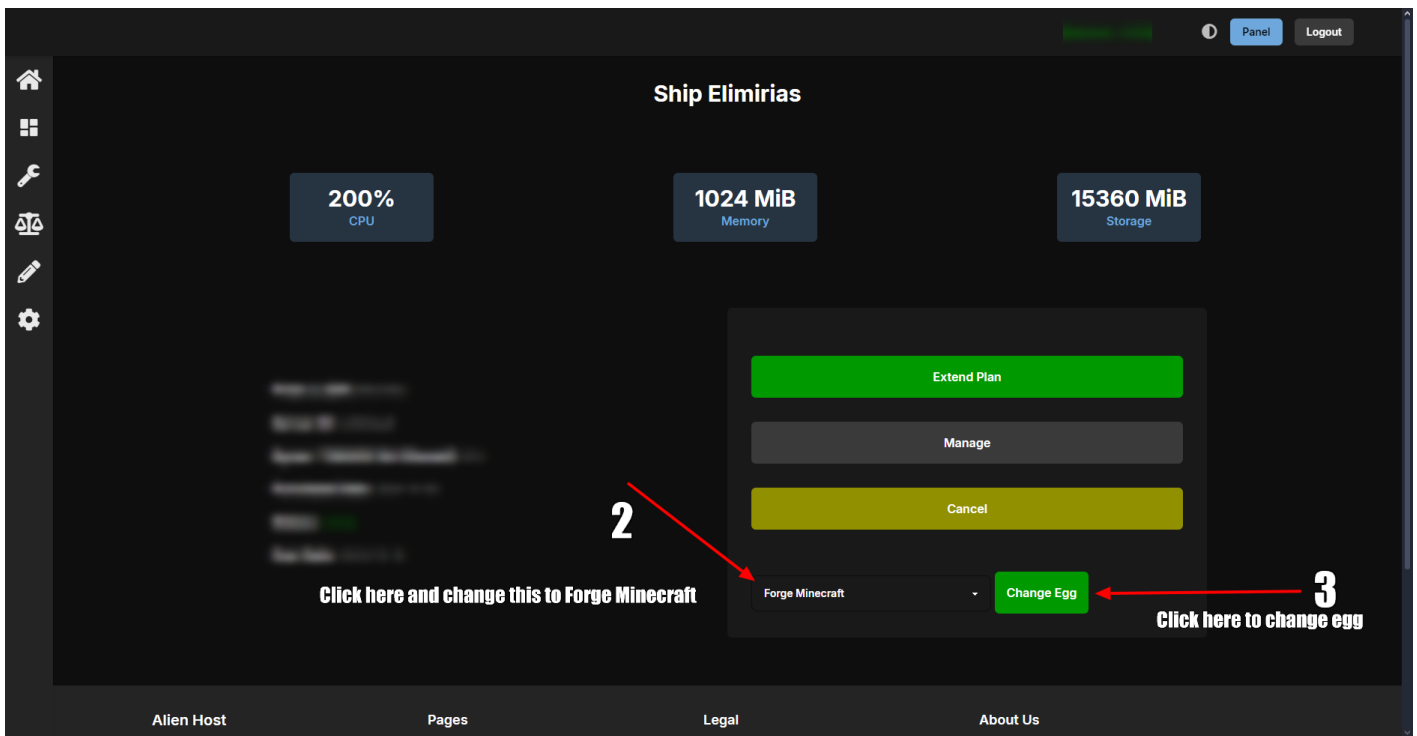 Panel
Logout
Ship Elimirias
200%
CPU
1024 MiB
Memory
15360 MiB
Storage
Extend Plan
Manage
Cancel
2
Click here and change this to Forge Minecraft
Forge Minecraft
Change Egg
3
Click here to change egg
Alien Host
Pages
Legal
About Us